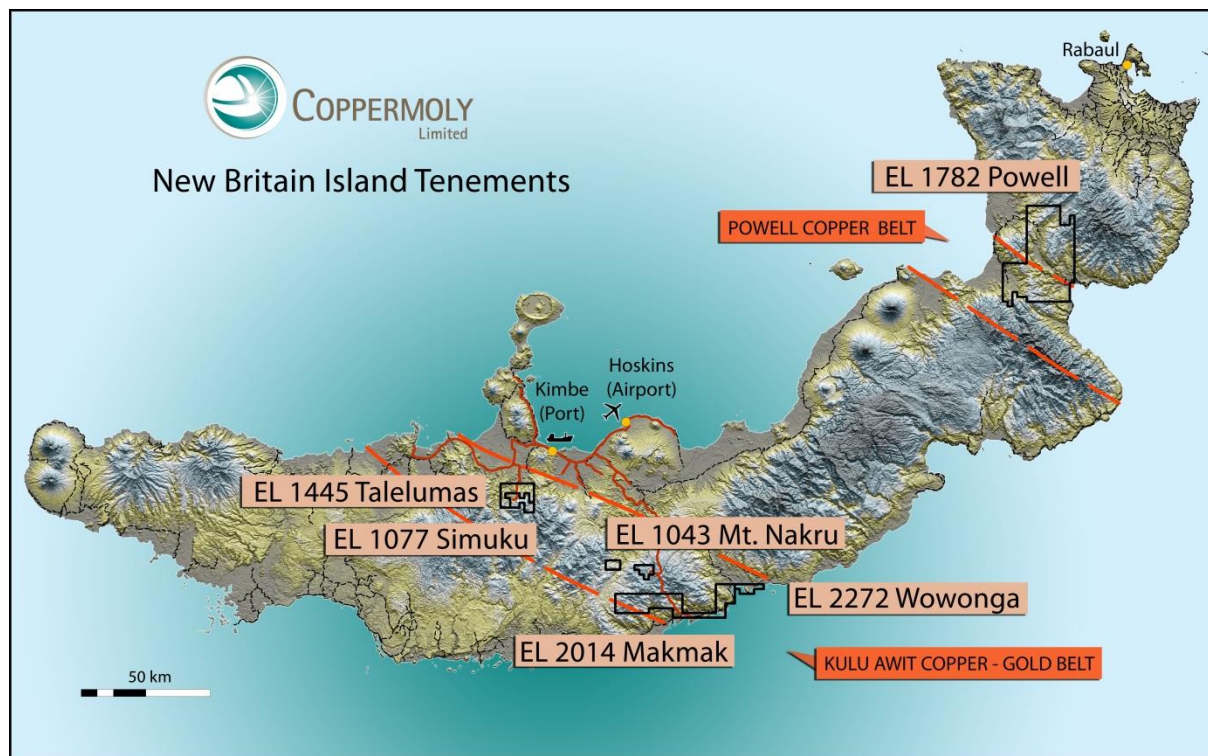 Rabaul
COPPERMOLY
Limited
New Britain Island Tenements
EL 1782 Powell
POWELL COPPER BELT
Hoskins
(Airport)
Kimbe
(Port)
EL 1445 Talelumas
EL 1077 Simuku
EL 1043 Mt. Nakru
EL 2272 Wowonga
EL 2014 Makmak
KULU AWIT COPPER - GOLD BELT
50 km